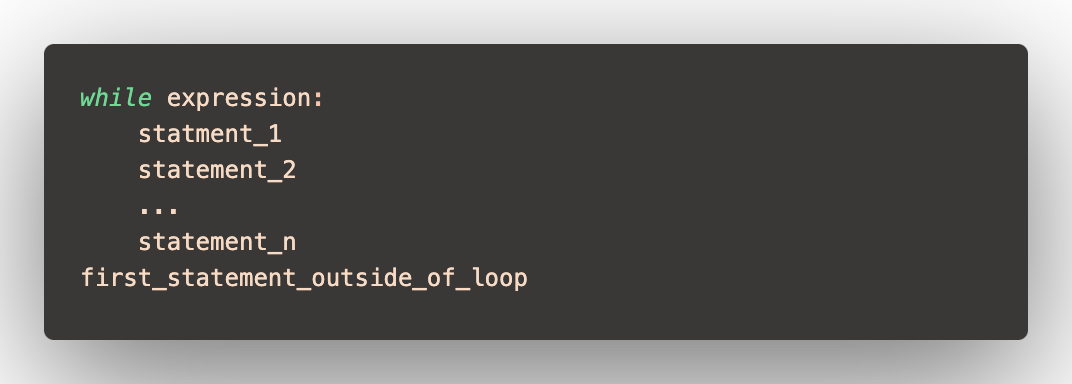 while expression:
    statment_1
    statement_2
    ...
    statement_n
first_statement_outside_of_loop